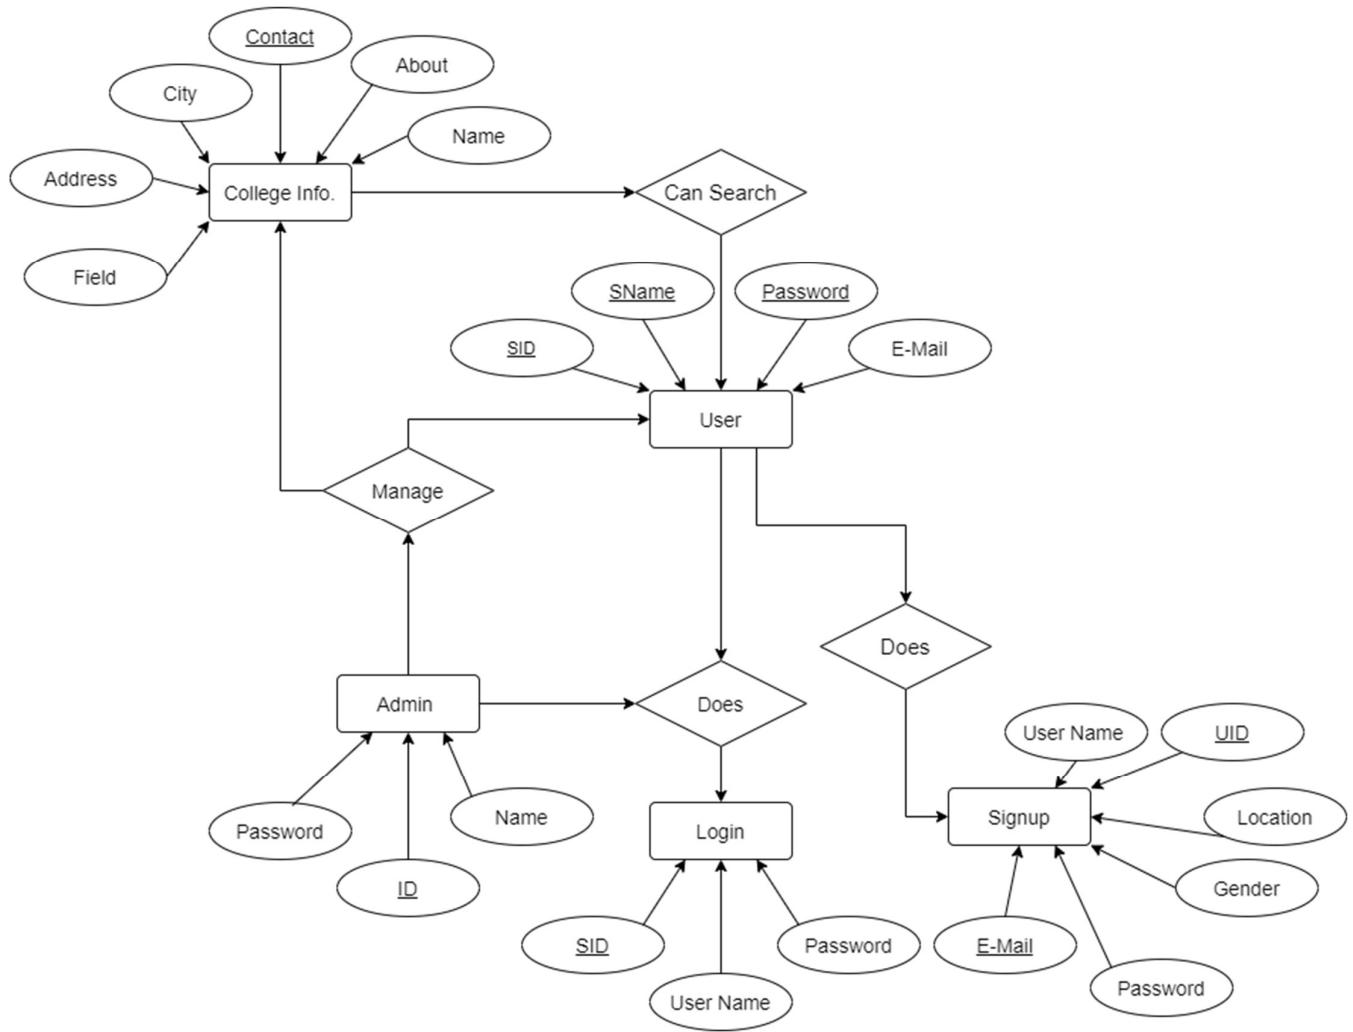 Contact
About
City
Name
Address
College Info.
Can Search
Field
SName
Password
SID
E-Mail
User
Manage
Does
Admin
Does
User Name
UID
Password
Name
Login
Signup
Location
ID
Gender
SID
Password
E-Mail
User Name
Password